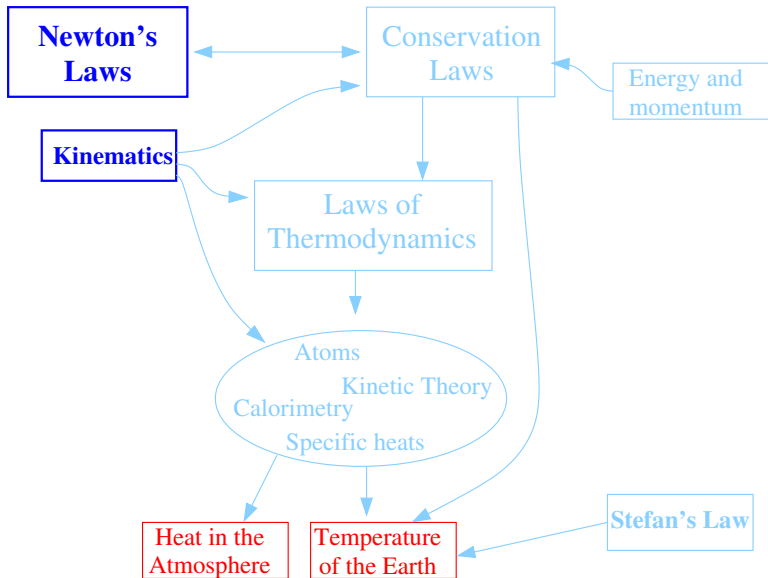 Newton's
Laws
Conservation
Laws
Energy and
momentum
Kinematics
Laws of
Thermodynamics
Atoms
Kinetic Theory
Calorimetry
Specific heats
Heat in the
Atmosphere
Temperature
of the Earth
Stefan's Law